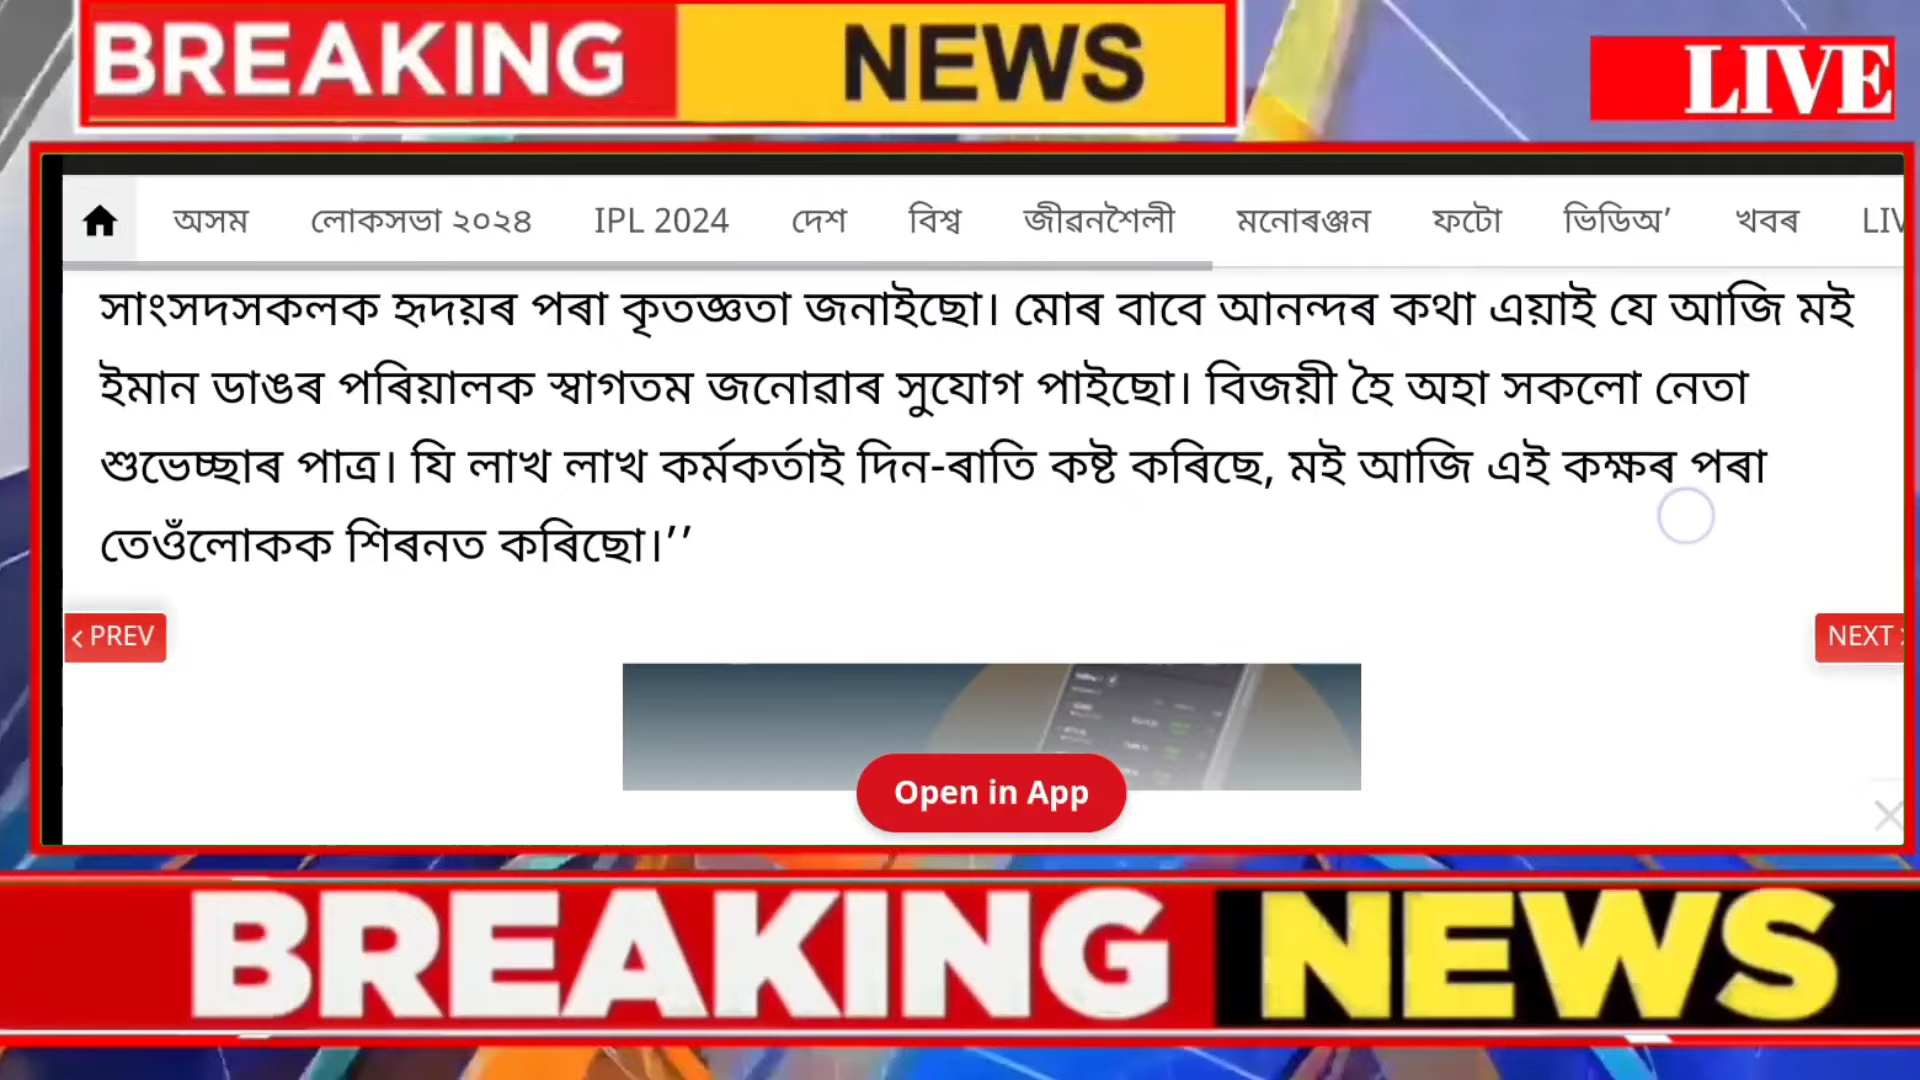 BREAKING NEWS
LIVE
অসম লোকসভা ২০২৪ IPL 2024 দেশ বিশ্ব জীৱনশৈলী মনোৰঞ্জন ফটো ভিডিঅ’ খবৰ LIV
সাংসদসকলক হৃদয়ৰ পৰা কৃতজ্ঞতা জনাইছো। মোৰ বাবে আনন্দৰ কথা এয়াই যে আজি মই
ইমান ডাঙৰ পৰিয়ালক স্বাগতম জনোৱাৰ সুযোগ পাইছো। বিজয়ী হৈ অহা সকলো নেতা
শুভেচ্ছাৰ পাত্ৰ। যি লাখ লাখ কৰ্মকৰ্তাই দিন-ৰাতি কষ্ট কৰিছে, মই আজি এই কক্ষৰ পৰা
তেওঁলোকক শিৰনত কৰিছো।’’
‹ PREV
NEXT ›
Open in App
BREAKING NEWS